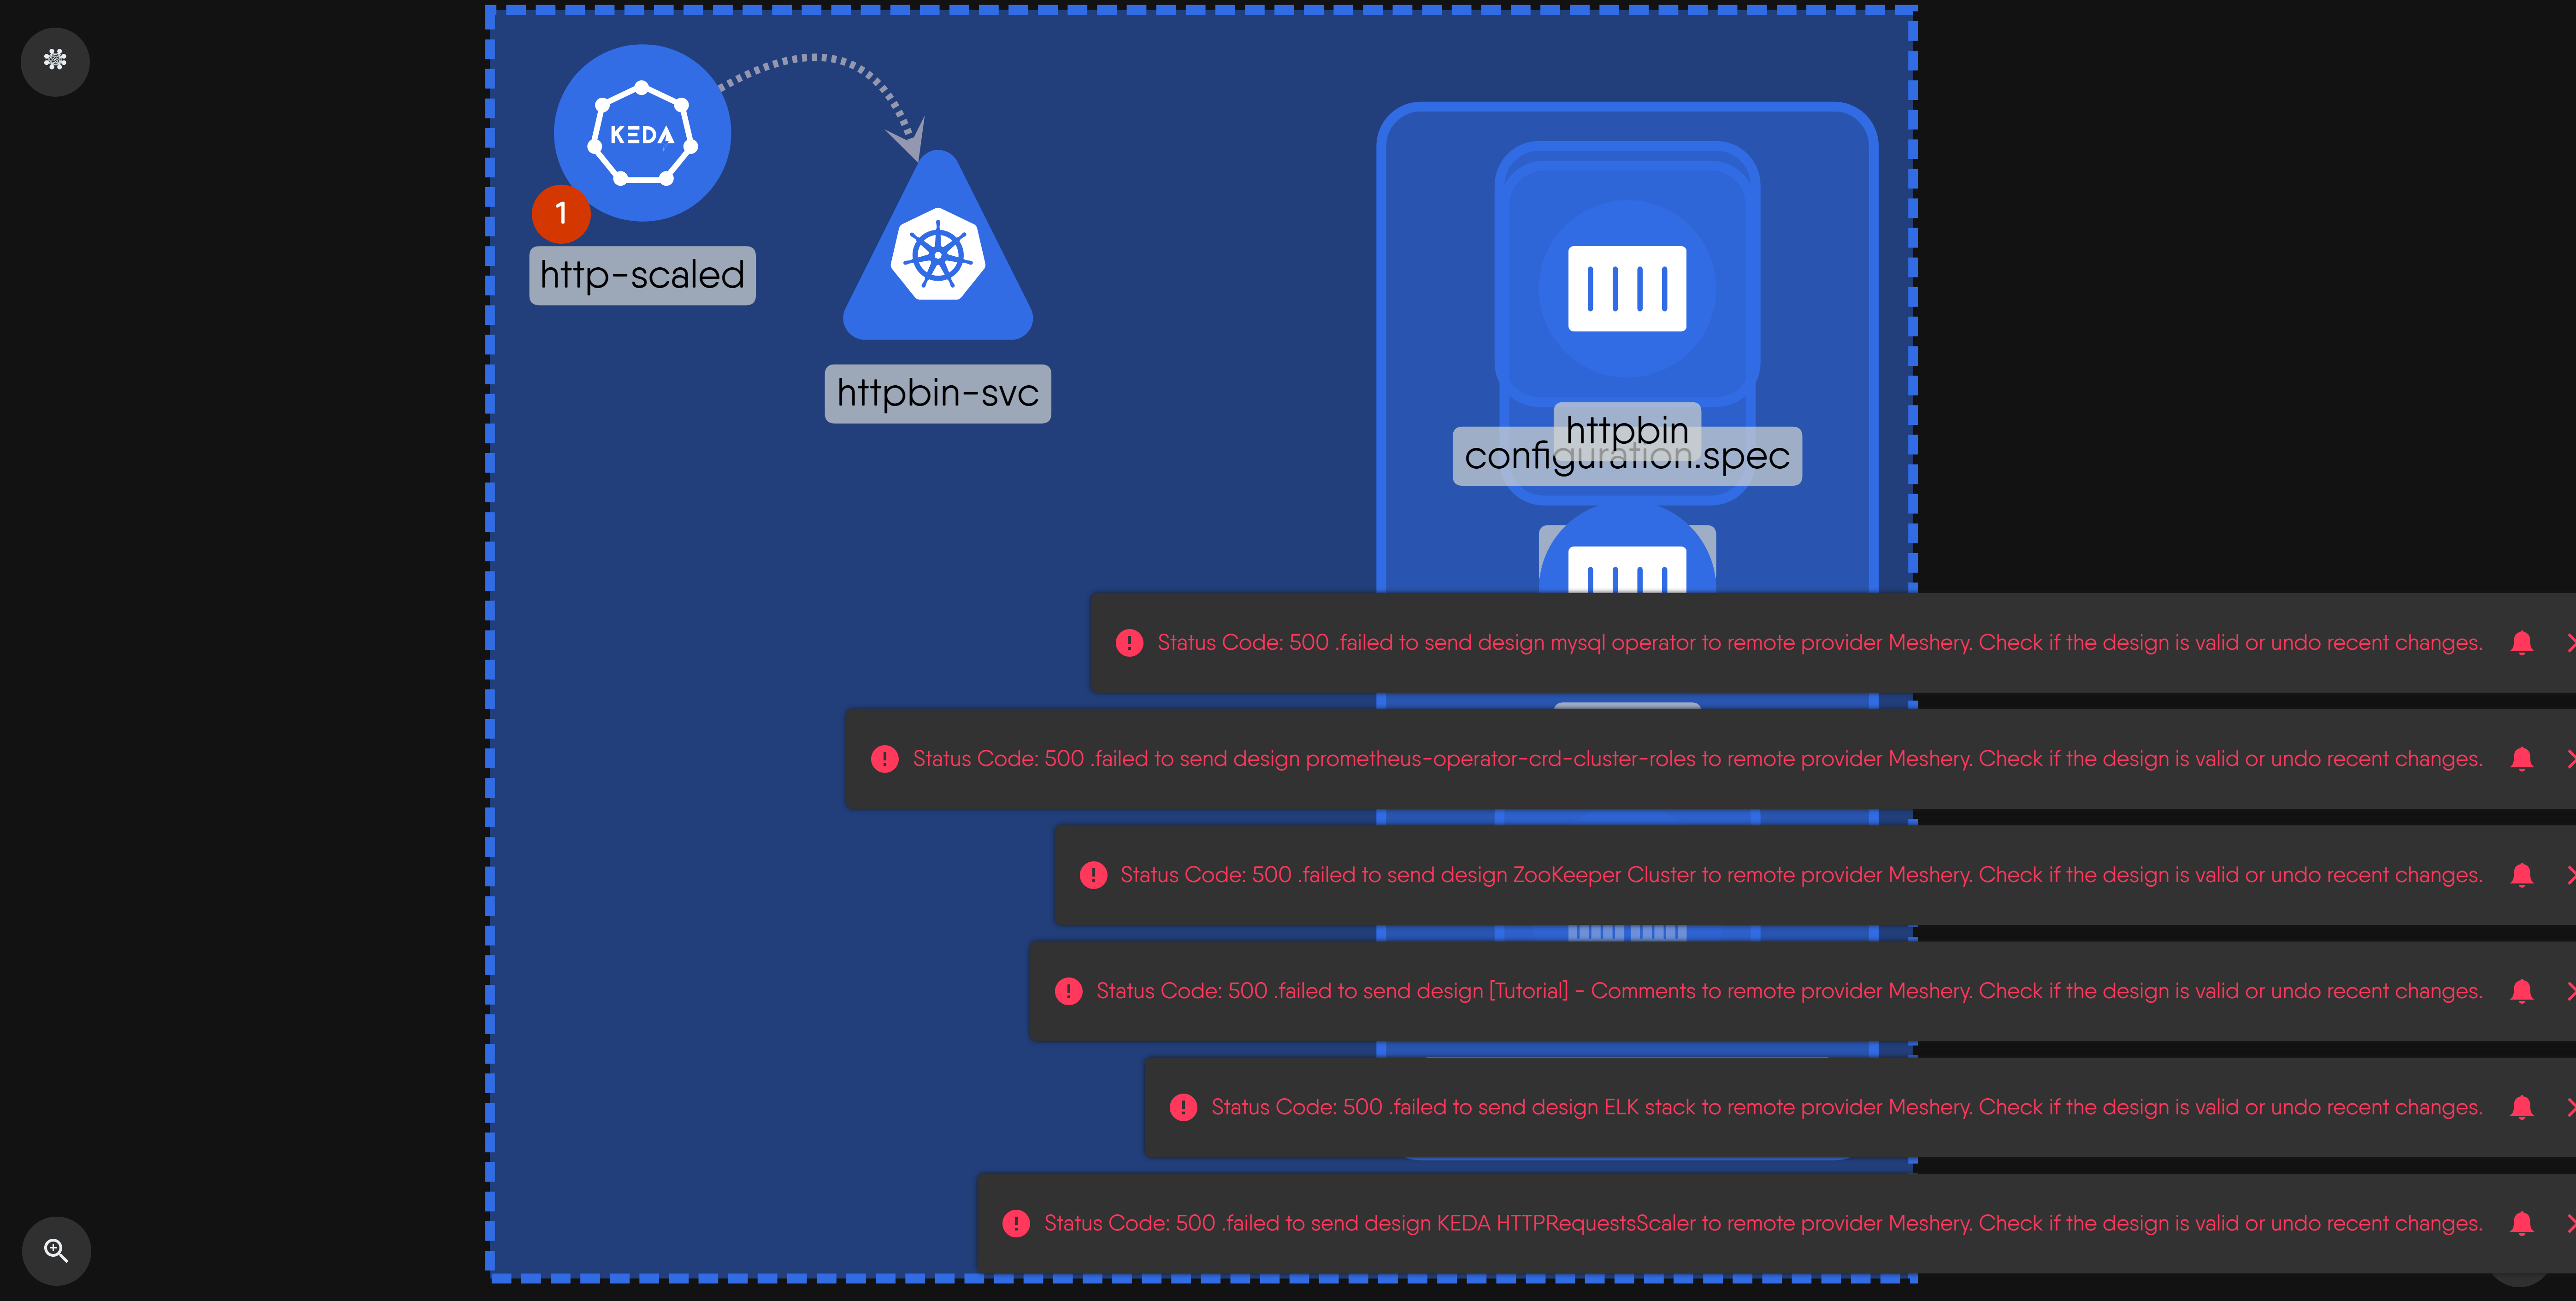 KEDA
1
http-scaled
httpbin-svc
httpbin
configuration.spec
Status Code: 500 .failed to send design mysql operator to remote provider Meshery. Check if the design is valid or undo recent changes.
Status Code: 500 .failed to send design prometheus-operator-crd-cluster-roles to remote provider Meshery. Check if the design is valid or undo recent changes.
Status Code: 500 .failed to send design ZooKeeper Cluster to remote provider Meshery. Check if the design is valid or undo recent changes.
Status Code: 500 .failed to send design [Tutorial] - Comments to remote provider Meshery. Check if the design is valid or undo recent changes.
Status Code: 500 .failed to send design ELK stack to remote provider Meshery. Check if the design is valid or undo recent changes.
Status Code: 500 .failed to send design KEDA HTTPRequestsScaler to remote provider Meshery. Check if the design is valid or undo recent changes.